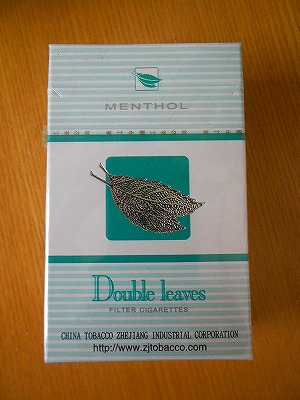 MENTHOL
Double leaves
FILTER CIGARETTES
CHINA TOBACCO ZHEJIANG INDUSTRIAL CORPORATION
http://www.zjtobacco.com